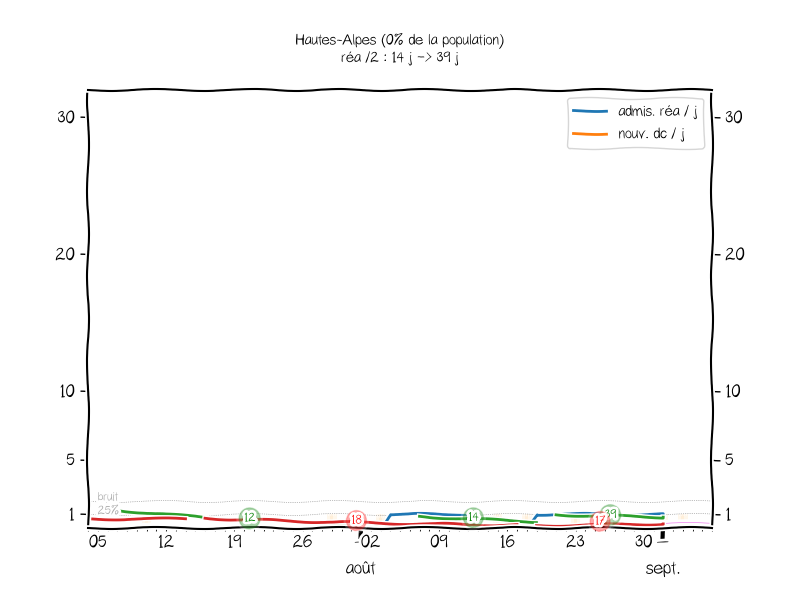 Hautes-Alpes (0% de la population)
réa /2 : 14 j -> 39 j
30 30
admis. réa / j
nouv. dc / j
20 20
10 10
5 5
bruit
25%
1 1
12 18 14 17 39
05 12 19 26 02 09 16 23 30
août sept.